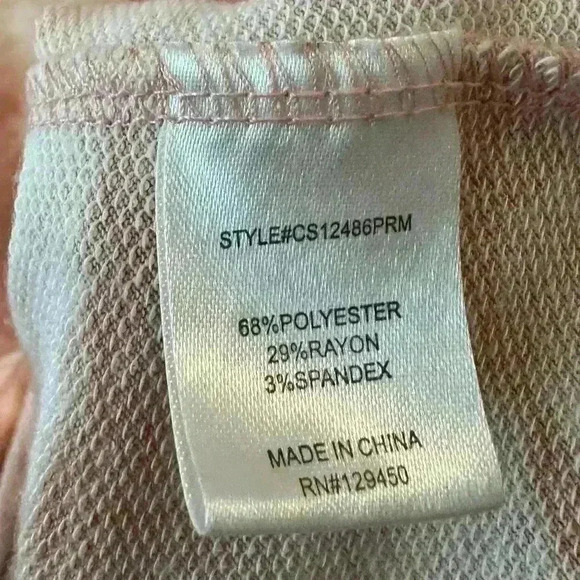 STYLE#CS12486PRM
68%POLYESTER
29%RAYON
3%SPANDEX
MADE IN CHINA
RN#129450